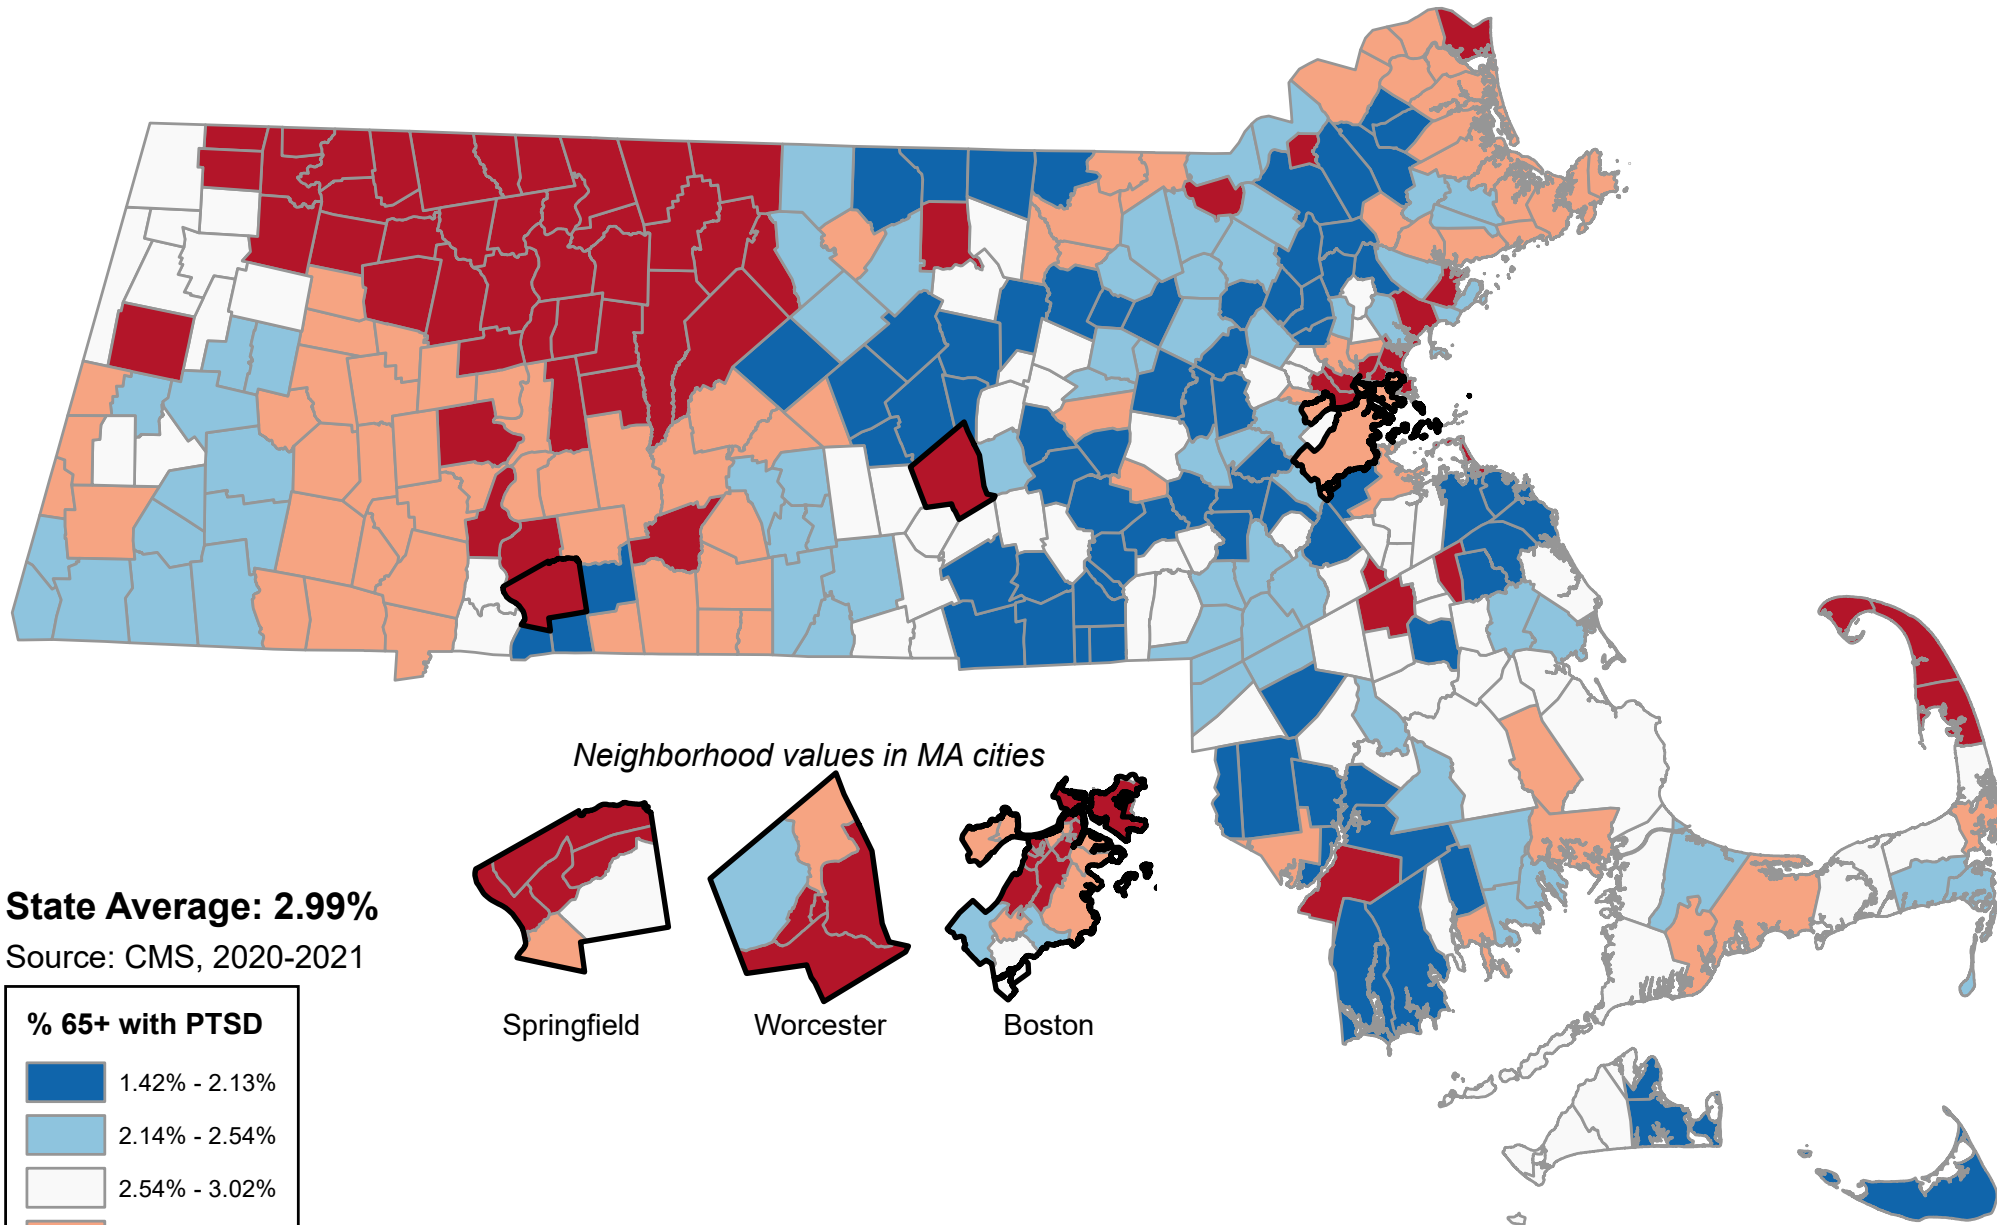 Neighborhood values in MA cities
State Average: 2.99%
Source: CMS, 2020-2021
Springfield
Worcester
Boston
% 65+ with PTSD
1.42% - 2.13%
2.14% - 2.54%
2.54% - 3.02%